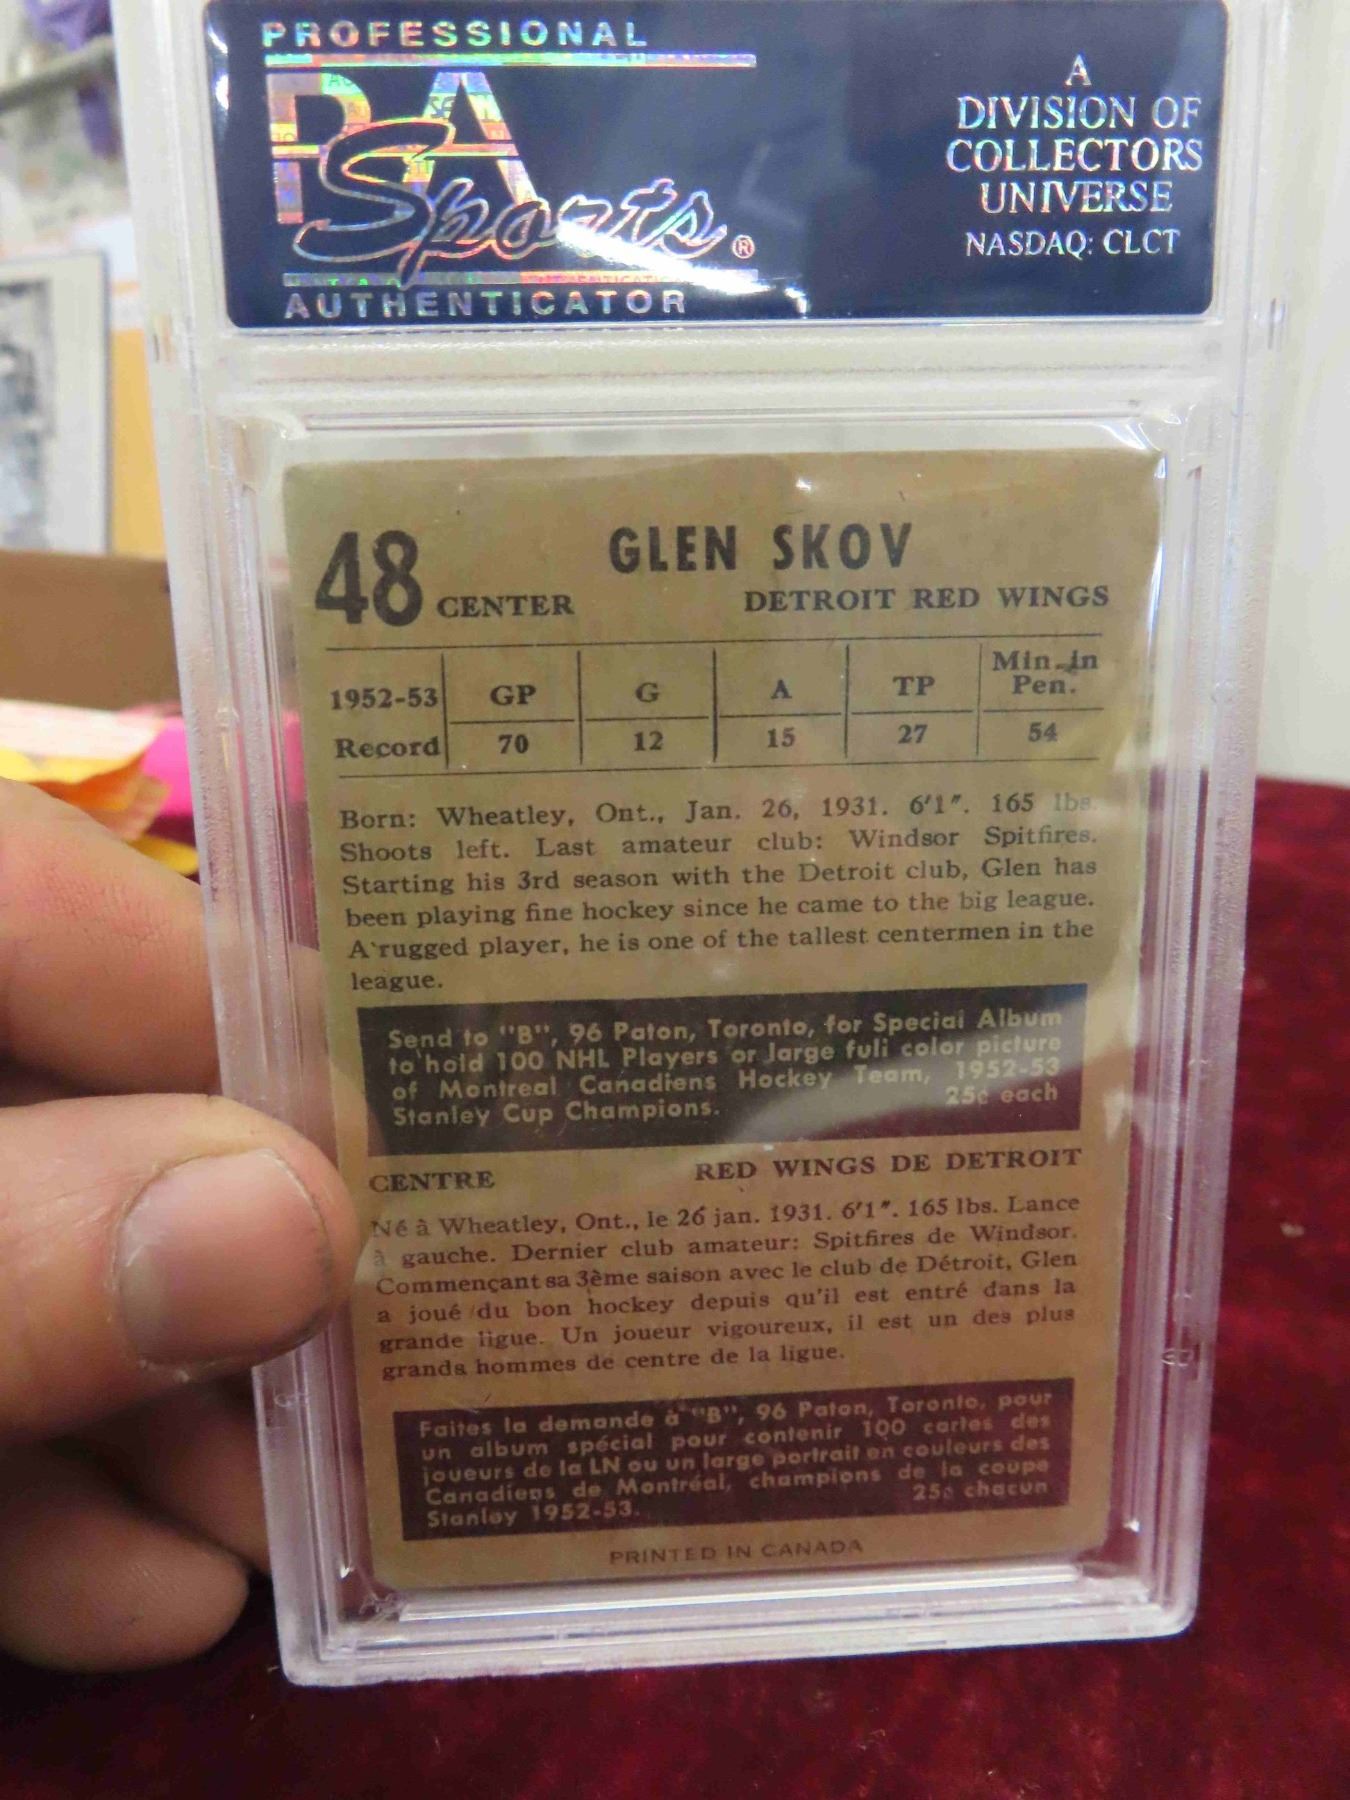 PROFESSIONAL
PSA
Sports®
AUTHENTICATOR
A
DIVISION OF
COLLECTORS
UNIVERSE
NASDAQ: CLCT
48 CENTER
GLEN SKOV
DETROIT RED WINGS
1952-53 GP G A TP Min. in Pen.
Record 70 12 15 27 54
Born: Wheatley, Ont., Jan. 26, 1931. 6'1". 165 lbs.
Shoots left. Last amateur club: Windsor Spitfires.
Starting his 3rd season with the Detroit club, Glen has
been playing fine hockey since he came to the big league.
A rugged player, he is one of the tallest centermen in the
league.
Send to "B", 96 Paton, Toronto, for Special Album
to hold 100 NHL Players or large full color picture
of Montreal Canadiens Hockey Team, 1952-53
Stanley Cup Champions. 25¢ each
CENTRE RED WINGS DE DETROIT
Né à Wheatley, Ont., le 26 jan. 1931. 6'1". 165 lbs. Lance
à gauche. Dernier club amateur: Spitfires de Windsor.
Commençant sa 3ème saison avec le club de Détroit, Glen
a joué du bon hockey depuis qu'il est entré dans la
grande ligue. Un joueur vigoureux, il est un des plus
grands hommes de centre de la ligue.
Faites la demande à "B", 96 Paton, Toronto, pour
un album spécial pour contenir 100 cartes des
joueurs de la LN ou un large portrait en couleurs des
Canadiens de Montréal, champions de la coupe
Stanley 1952-53. 25¢ chacun
PRINTED IN CANADA